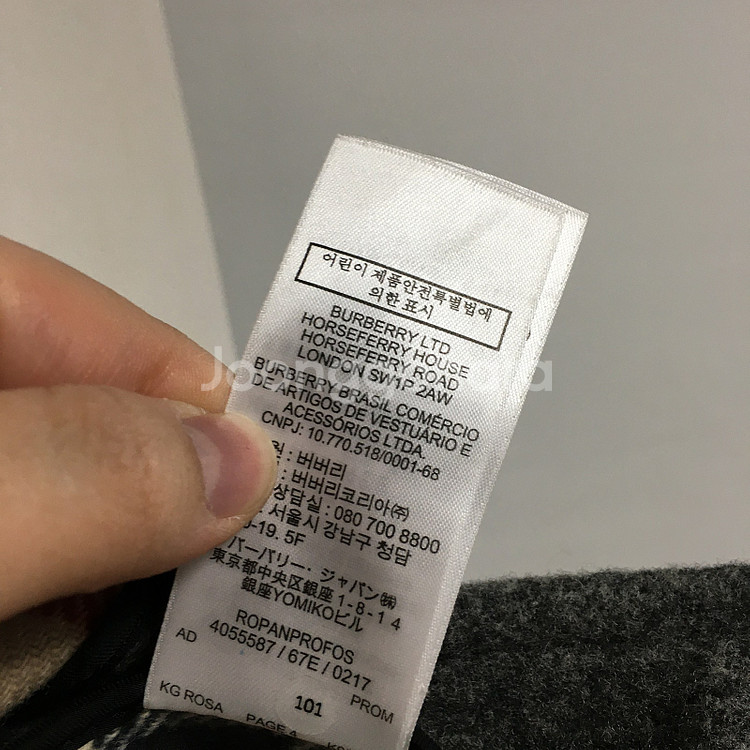 어린이 제품안전특별법에
의한 표시
BURBERRY LTD
HORSEFERRY HOUSE
HORSEFERRY ROAD
LONDON SW1P 2AW
BURBERRY BRASIL COMÉRCIO
DE ARTIGOS DE VESTUÁRIO E
ACESSÓRIOS LTDA.
CNPJ: 10.770.518/0001-68
: 버버리
: 버버리코리아㈜
상담실 : 080 700 8800
: 서울시 강남구 청담
-19. 5F
バーバリー・ジャパン㈱
東京都中央区銀座1-8-14
銀座YOMIKOビル
ROPANPROFOS
4055587 / 67E / 0217
AD
PROM
KG ROSA
101
PAGE 4